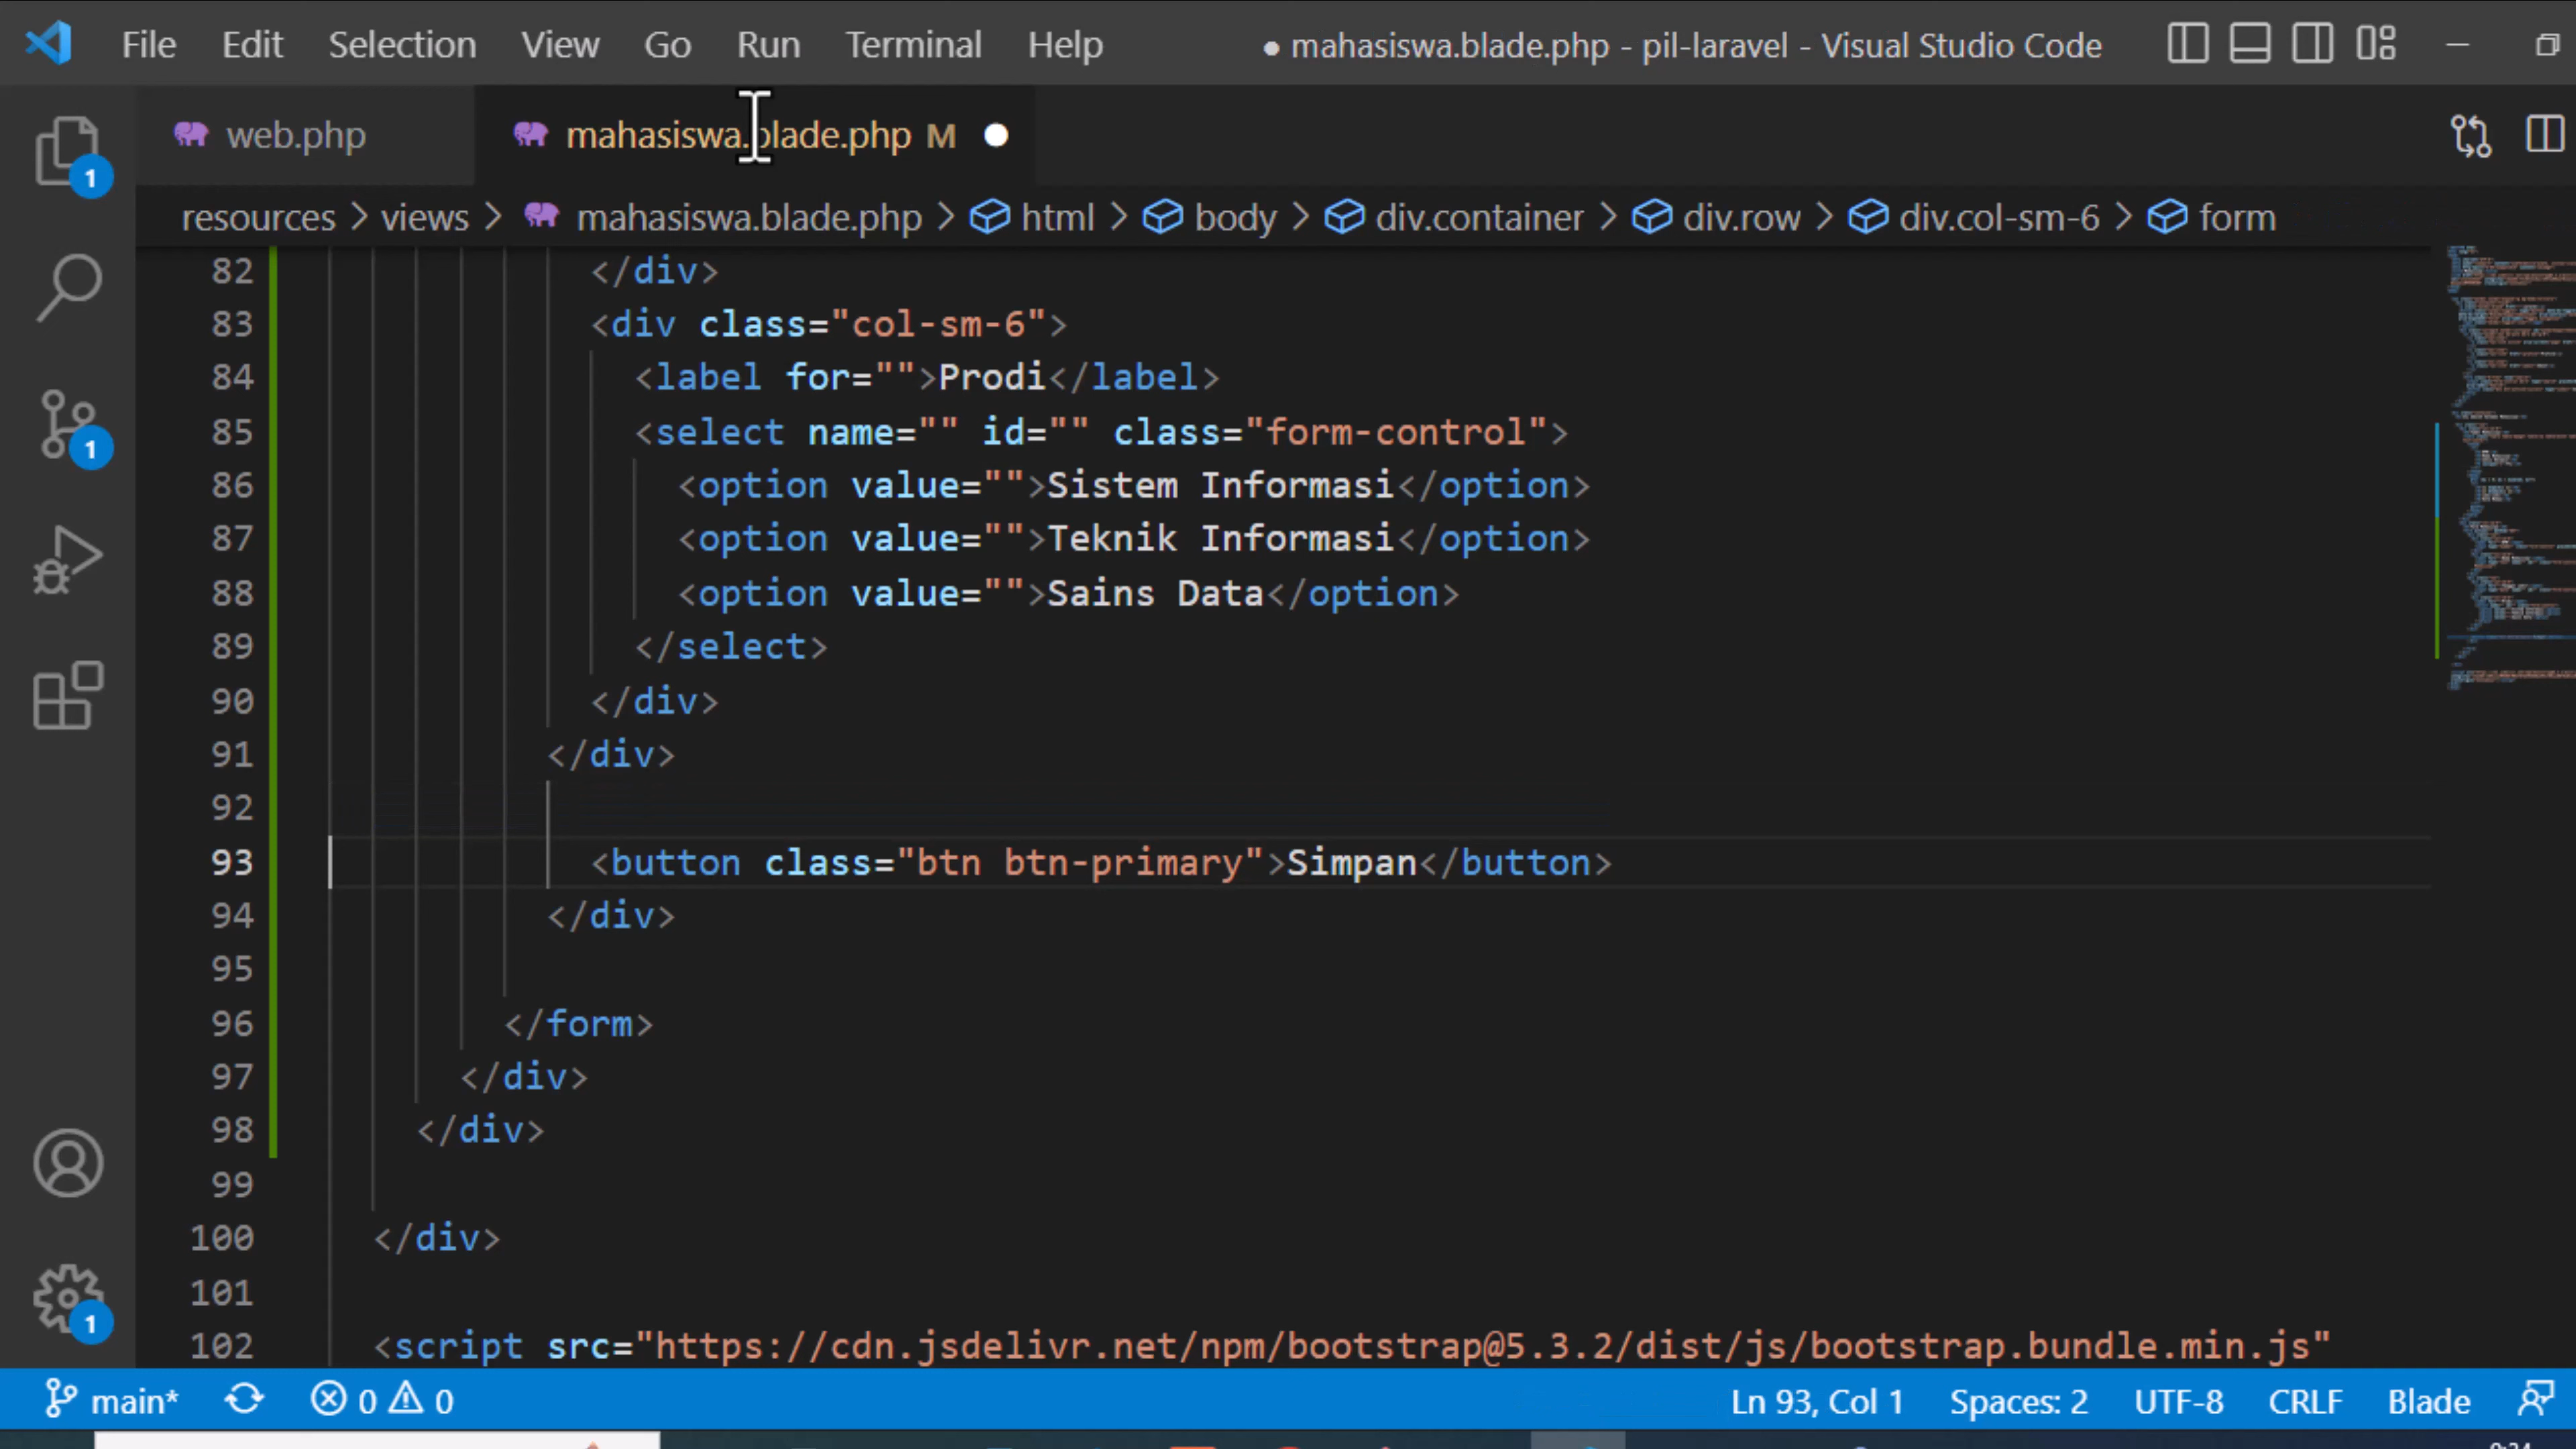 File Edit Selection View Go Run Terminal Help ● mahasiswa.blade.php - pil-laravel - Visual Studio Code
web.php mahasiswa.blade.php M
resources > views > mahasiswa.blade.php > html > body > div.container > div.row > div.col-sm-6 > form
82 </div>
83 <div class="col-sm-6">
84 <label for="">Prodi</label>
85 <select name="" id="" class="form-control">
86 <option value="">Sistem Informasi</option>
87 <option value="">Teknik Informasi</option>
88 <option value="">Sains Data</option>
89 </select>
90 </div>
91 </div>
92
93 <button class="btn btn-primary">Simpan</button>
94 </div>
95
96 </form>
97 </div>
98 </div>
99
100 </div>
101
102 <script src="https://cdn.jsdelivr.net/npm/bootstrap@5.3.2/dist/js/bootstrap.bundle.min.js"
1
1
1
main* 0 0 Ln 93, Col 1 Spaces: 2 UTF-8 CRLF Blade